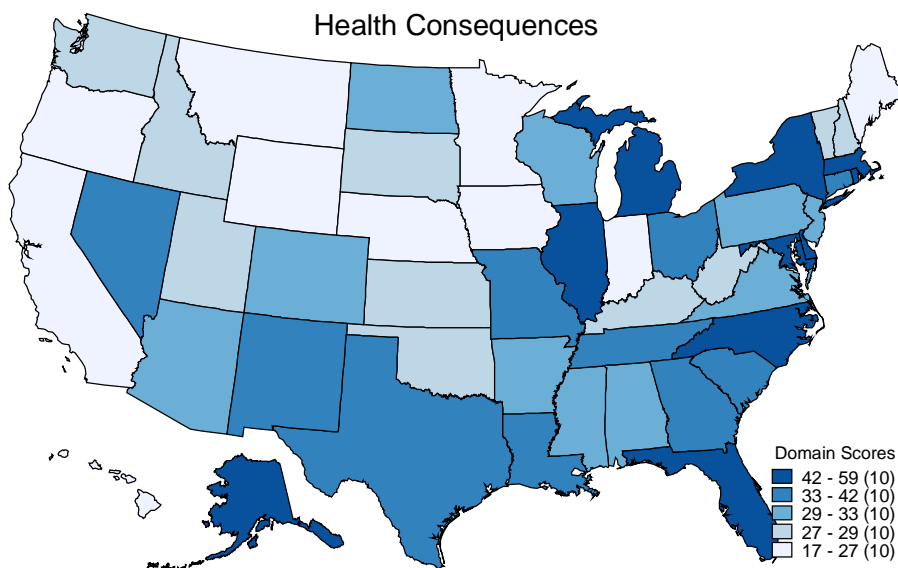 Health Consequences
Domain Scores
42 - 59 (10)
33 - 42 (10)
29 - 33 (10)
27 - 29 (10)
17 - 27 (10)